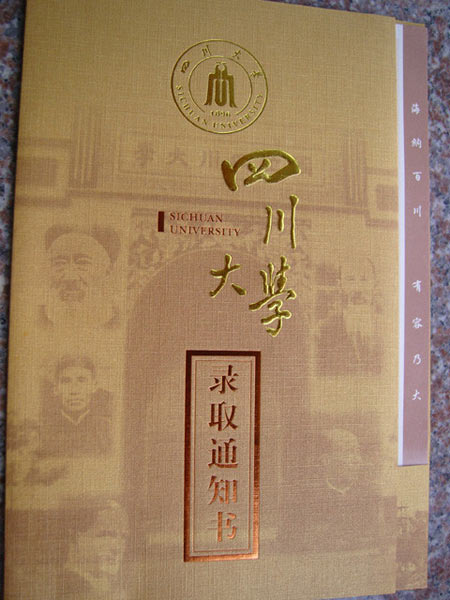 四川大學
SICHUAN UNIVERSITY
1896
四川
大學
SICHUAN
UNIVERSITY
录取通知书
海纳百川 有容乃大